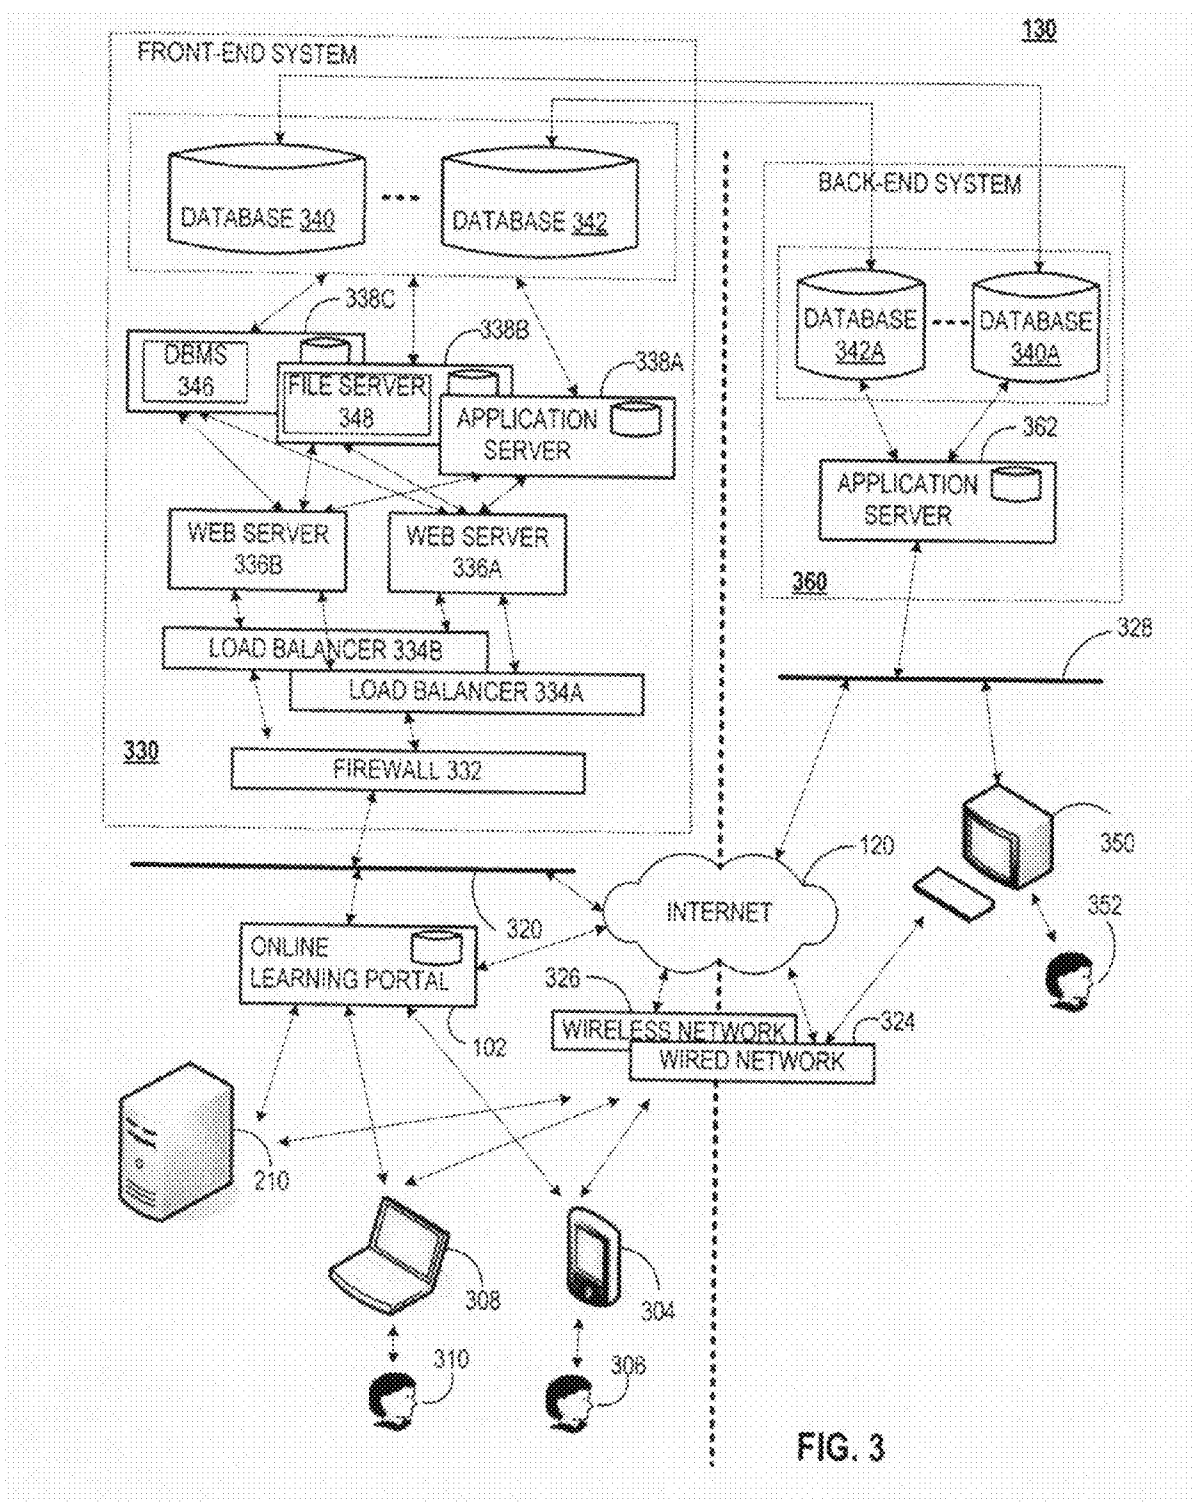 130
FRONT-END SYSTEM
DATABASE 340
DATABASE 342
BACK-END SYSTEM
DATABASE
342A
DATABASE
340A
338C
338B
338A
DBMS
346
FILE SERVER
348
APPLICATION
SERVER
362
APPLICATION
SERVER
WEB SERVER
336B
WEB SERVER
336A
360
328
LOAD BALANCER 334B
LOAD BALANCER 334A
330
FIREWALL 332
350
120
INTERNET
352
320
ONLINE
LEARNING PORTAL
326
WIRELESS NETWORK
324
WIRED NETWORK
102
210
308
304
310
306
FIG. 3